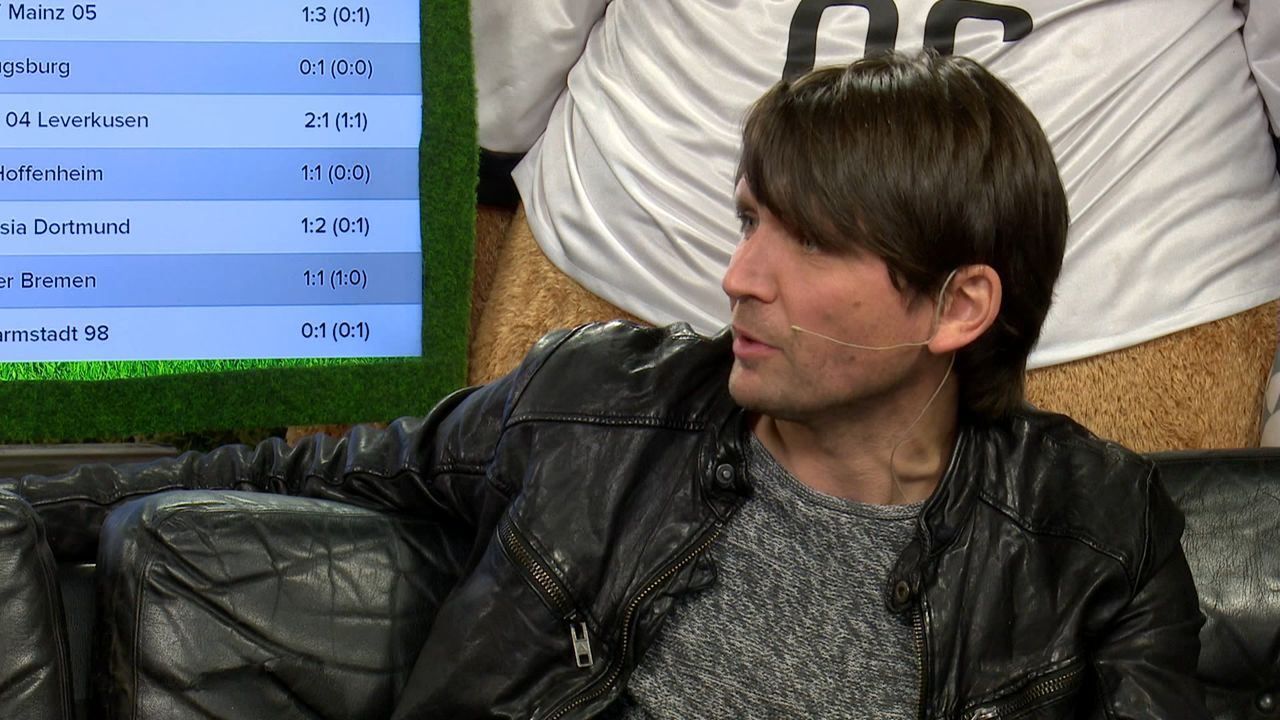 Mainz 05 1:3 (0:1)
gsburg 0:1 (0:0)
04 Leverkusen 2:1 (1:1)
Hoffenheim 1:1 (0:0)
sia Dortmund 1:2 (0:1)
er Bremen 1:1 (1:0)
armstadt 98 0:1 (0:1)